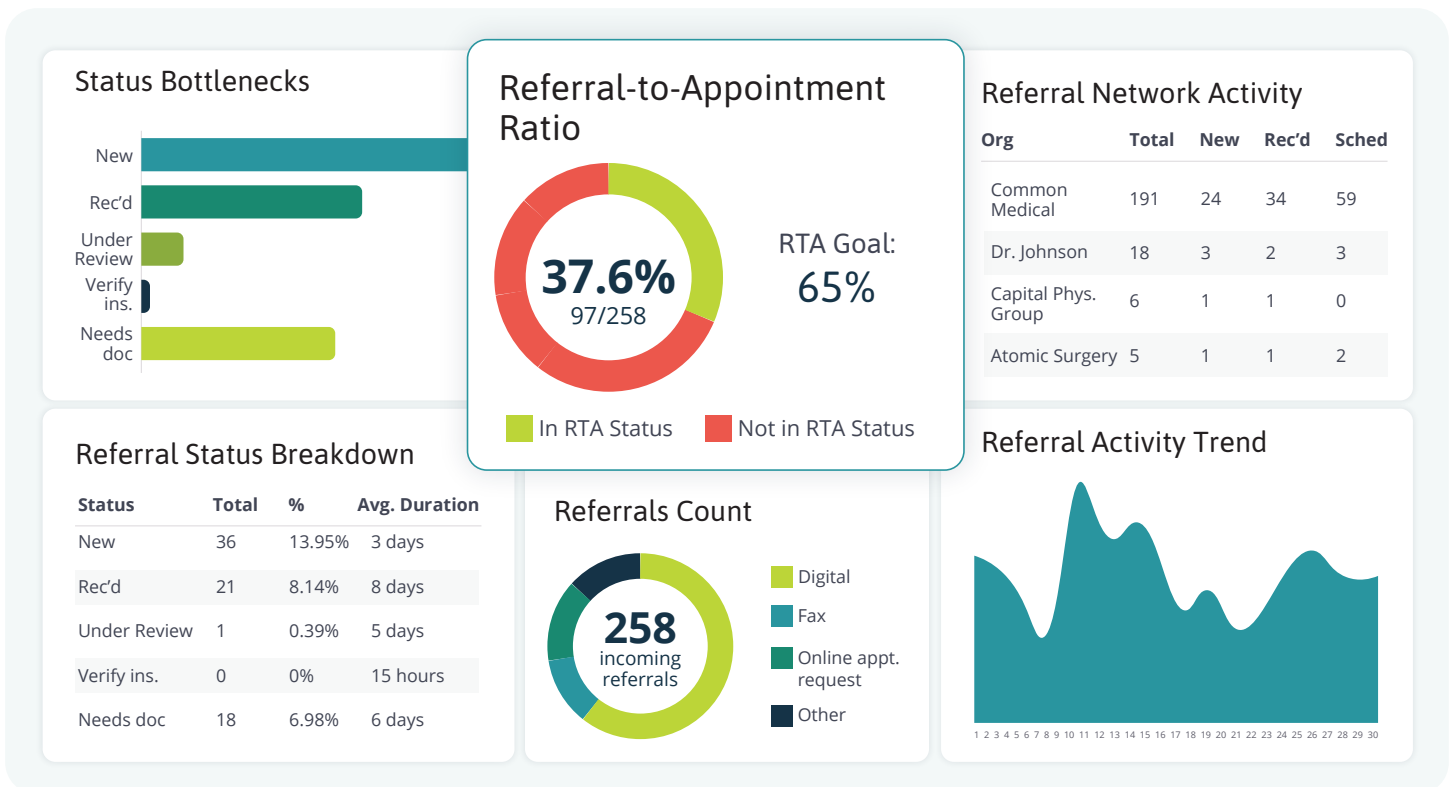 Status Bottlenecks
New
Rec’d
Under
Review
Verify
ins.
Needs
doc
Referral-to-Appointment
Ratio
37.6%
97/258
RTA Goal:
65%
In RTA Status
Not in RTA Status
Referral Network Activity
Org Total New Rec’d Sched
Common
Medical
191 24 34 59
Dr. Johnson 18 3 2 3
Capital Phys.
Group
6 1 1 0
Atomic Surgery 5 1 1 2
Referral Status Breakdown
Status Total % Avg. Duration
New 36 13.95% 3 days
Rec’d 21 8.14% 8 days
Under Review 1 0.39% 5 days
Verify ins. 0 0% 15 hours
Needs doc 18 6.98% 6 days
Referrals Count
258
incoming
referrals
Digital
Fax
Online appt.
request
Other
Referral Activity Trend
1 2 3 4 5 6 7 8 9 10 11 12 13 14 15 16 17 18 19 20 21 22 23 24 25 26 27 28 29 30